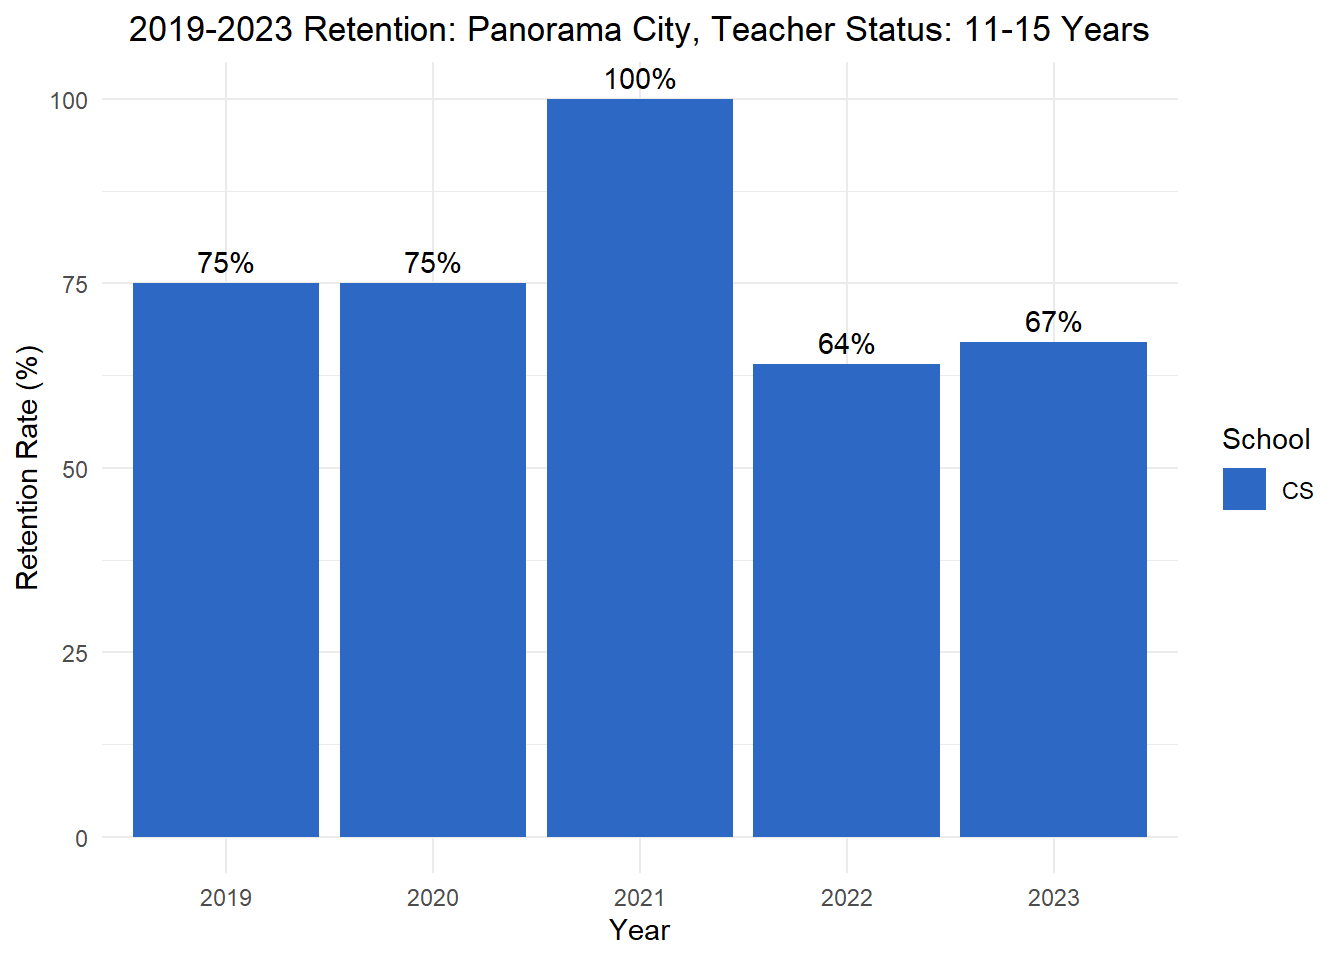 2019-2023 Retention: Panorama City, Teacher Status: 11-15 Years
100%
75%
75%
67%
64%
100
75
50
25
0
Retention Rate (%)
2019 2020 2021 2022 2023
Year
School
CS